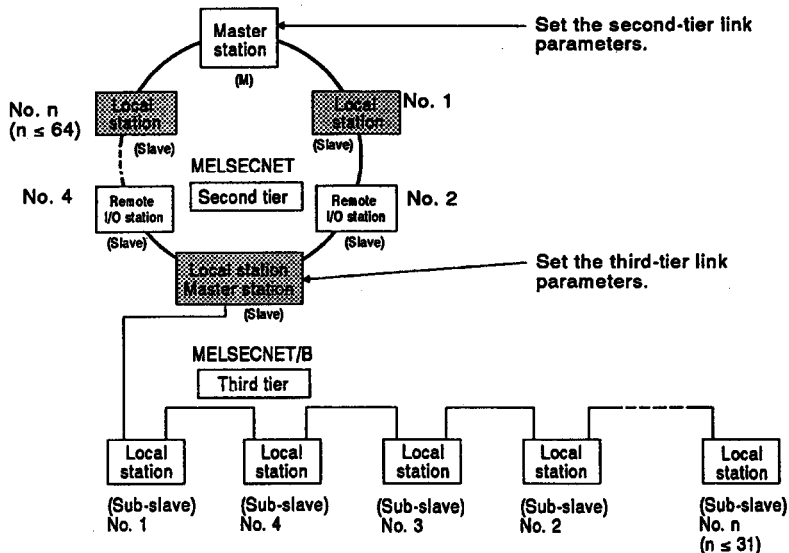 Master
station
(M)
Set the second-tier link
parameters.
No. n
(n ≤ 64)
Local
station
(Slave)
Local
station
(Slave)
No. 1
MELSECNET
Second tier
No. 4
Remote
I/O station
(Slave)
Remote
I/O station
(Slave)
No. 2
Local station
Master station
(Slave)
Set the third-tier link
parameters.
MELSECNET/B
Third tier
Local
station
(Sub-slave)
No. 1
Local
station
(Sub-slave)
No. 4
Local
station
(Sub-slave)
No. 3
Local
station
(Sub-slave)
No. 2
Local
station
(Sub-slave)
No. n
(n ≤ 31)